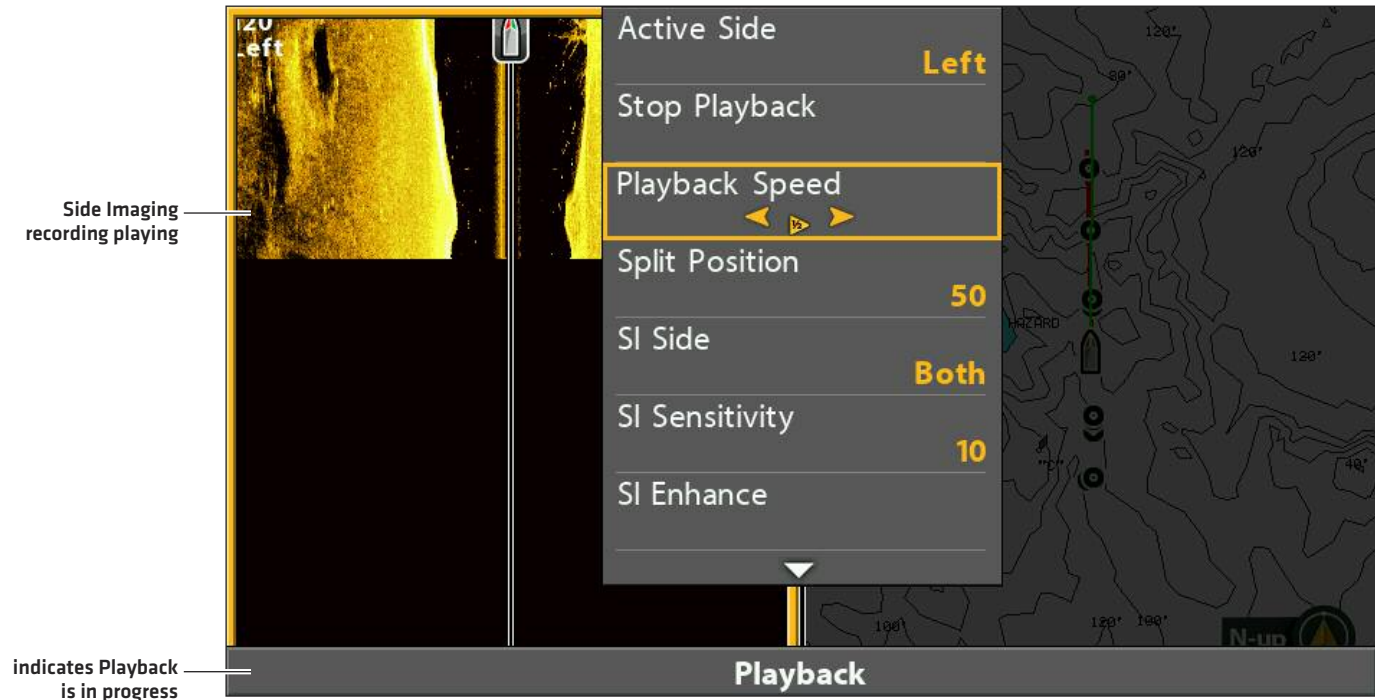 120
Left
Side Imaging
recording playing
indicates Playback
is in progress
Active Side
Left
Stop Playback
Playback Speed
½
Split Position
50
SI Side
Both
SI Sensitivity
10
SI Enhance
120'
80'
120'
HAZARD
120'
"C"
40'
100'
120'
100'
N-up
Playback